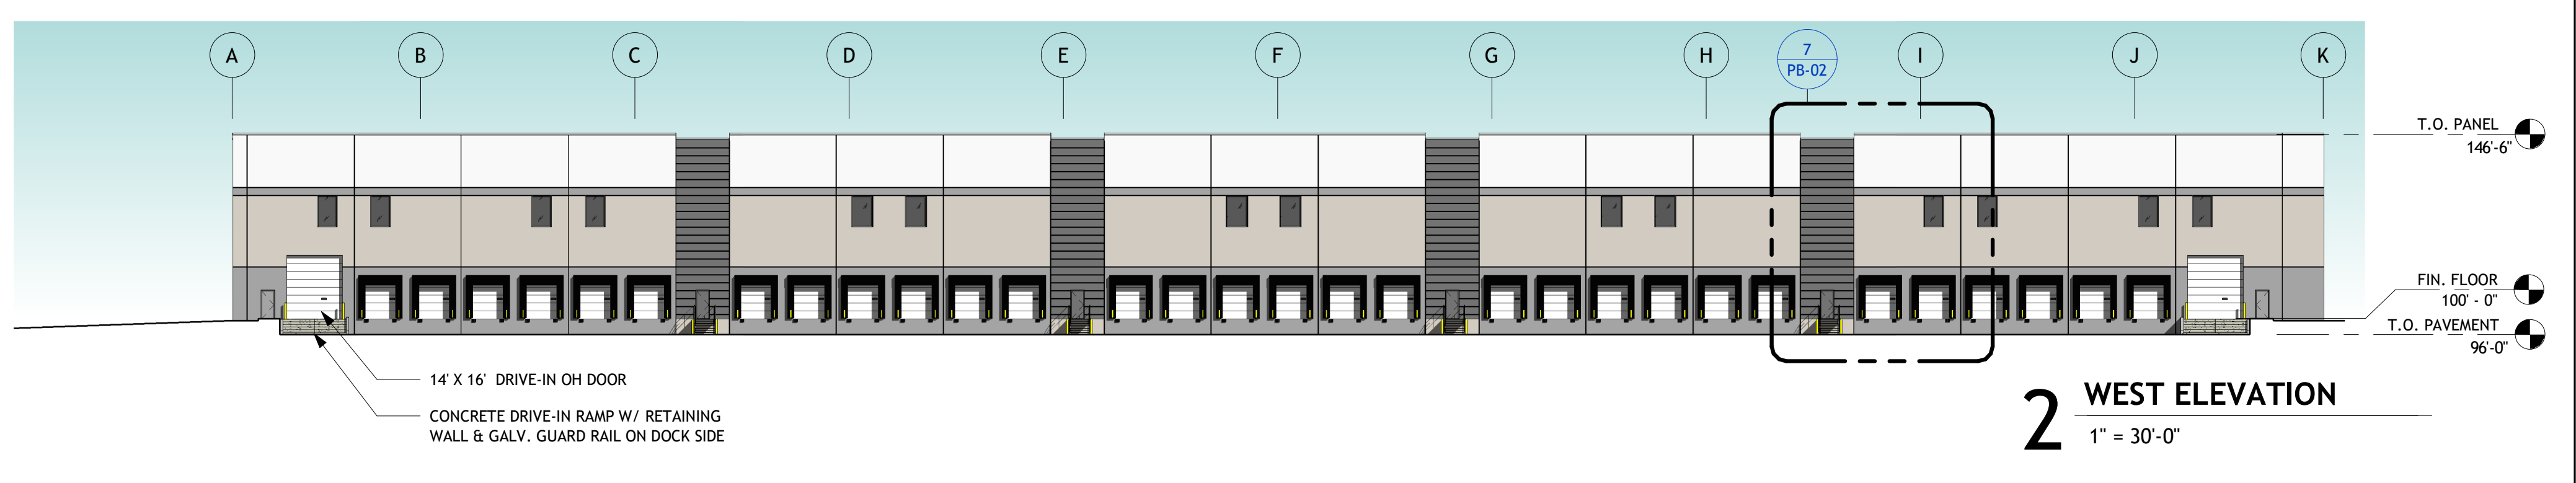 A B C D E F G H 7 I J K
PB-02
T.O. PANEL
146'-6"
FIN. FLOOR
100' - 0"
T.O. PAVEMENT
96'-0"
14' X 16' DRIVE-IN OH DOOR
CONCRETE DRIVE-IN RAMP W/ RETAINING
WALL & GALV. GUARD RAIL ON DOCK SIDE
2 WEST ELEVATION
1" = 30'-0"